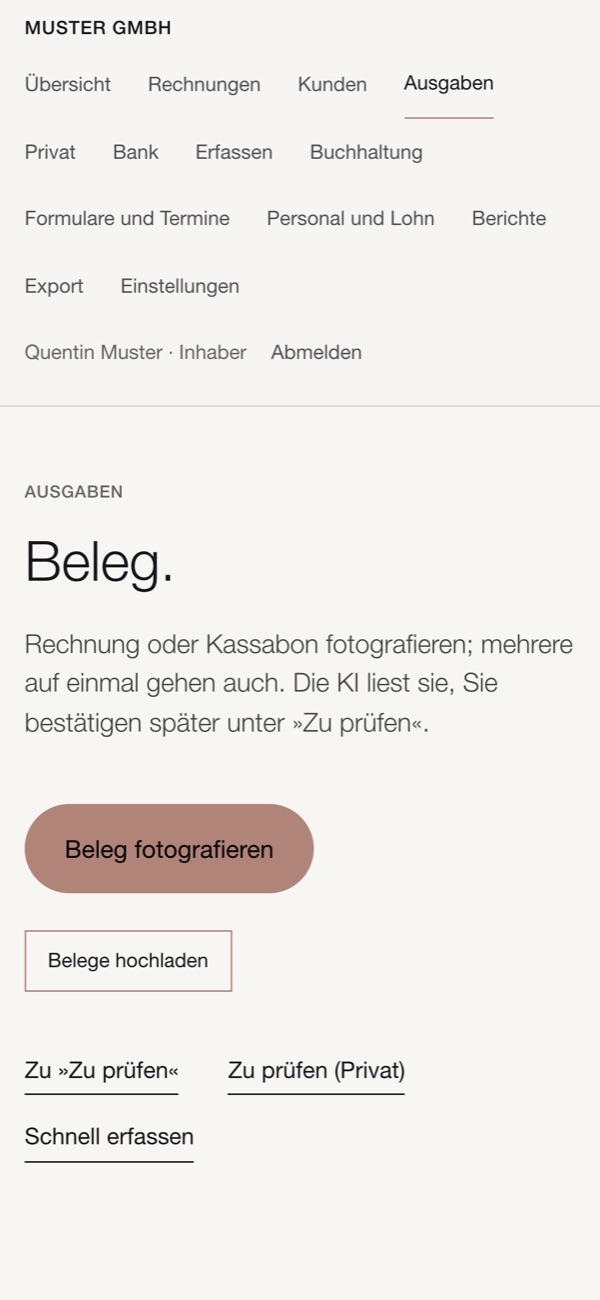 MUSTER GMBH
Übersicht Rechnungen Kunden Ausgaben
Privat Bank Erfassen Buchhaltung
Formulare und Termine Personal und Lohn Berichte
Export Einstellungen
Quentin Muster · Inhaber Abmelden
AUSGABEN
Beleg.
Rechnung oder Kassabon fotografieren; mehrere
auf einmal gehen auch. Die KI liest sie, Sie
bestätigen später unter »Zu prüfen«.
Beleg fotografieren
Belege hochladen
Zu »Zu prüfen« Zu prüfen (Privat)
Schnell erfassen